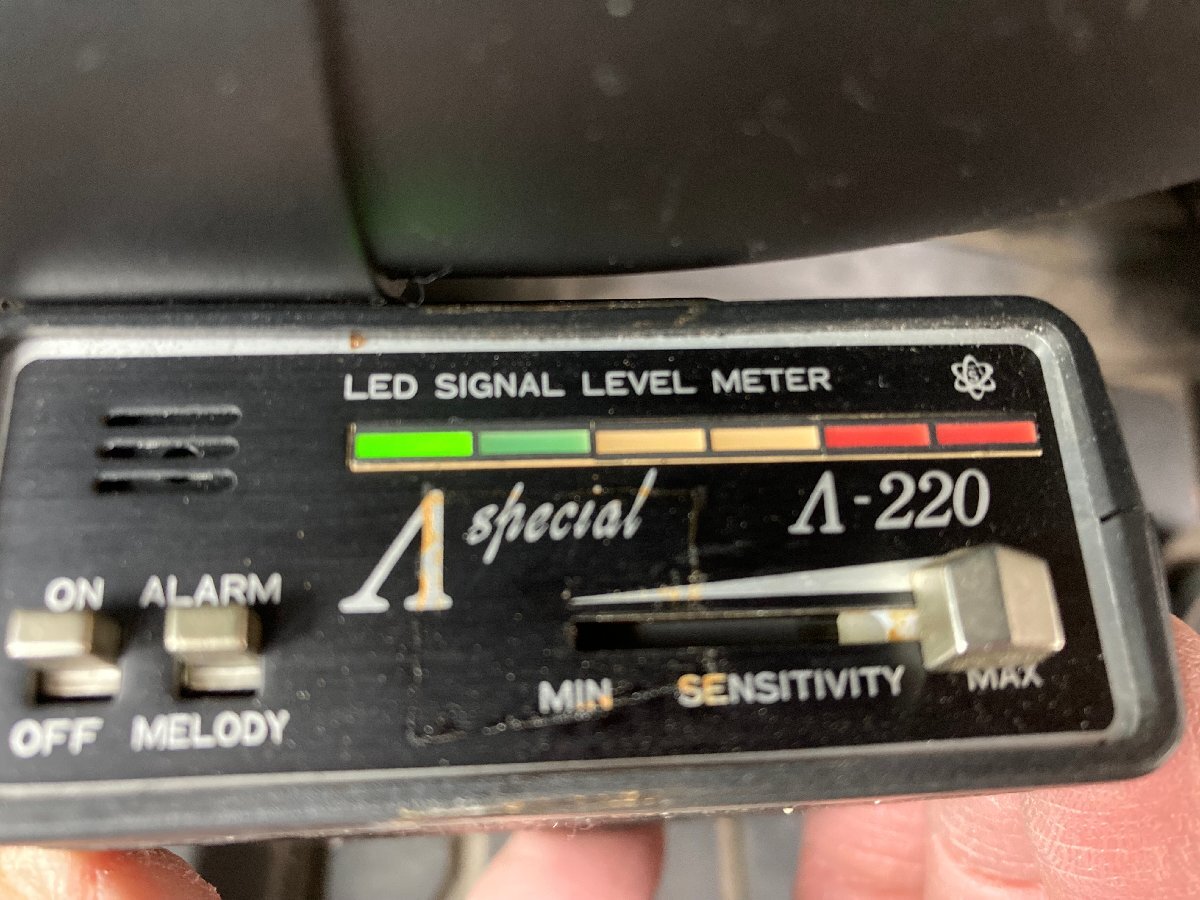 LED SIGNAL LEVEL METER
S
Λ special
Λ-220
ON
ALARM
OFF
MELODY
MIN
SENSITIVITY
MAX